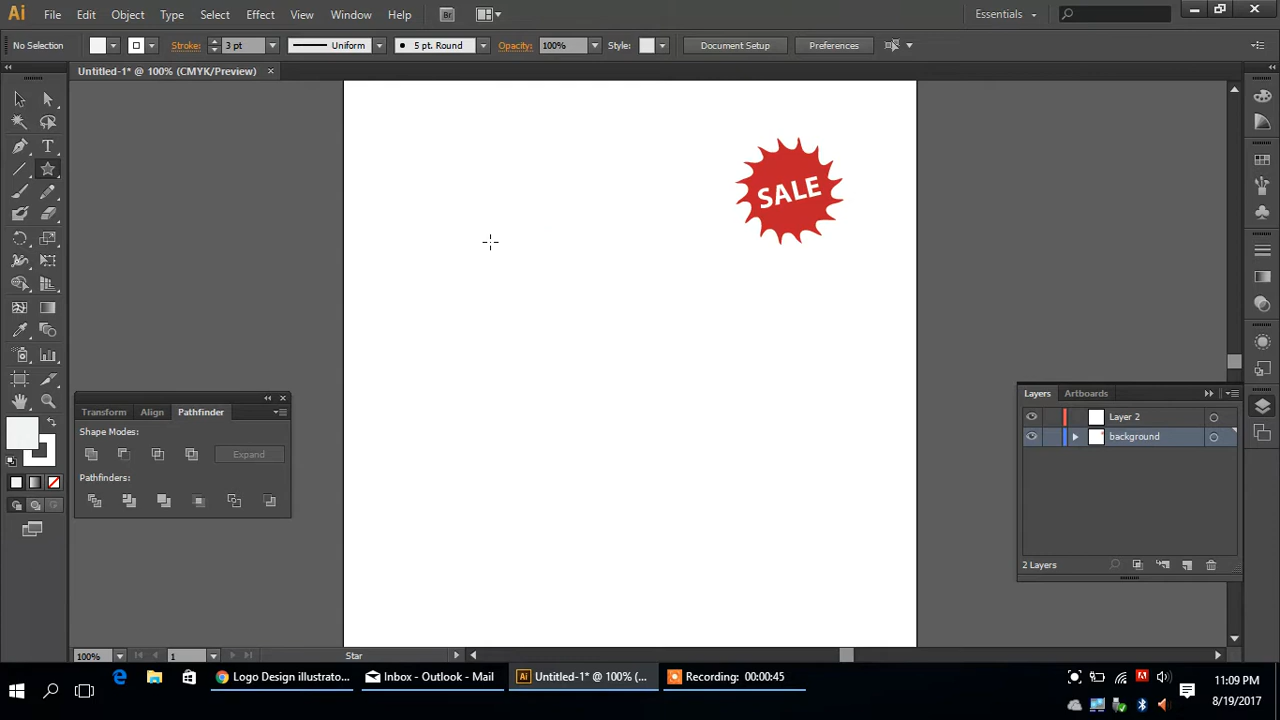 Ai File Edit Object Type Select Effect View Window Help Br Essentials
No Selection Stroke: 3 pt Uniform 5 pt. Round Opacity: 100% Style: Document Setup Preferences
Untitled-1* @ 100% (CMYK/Preview)
SALE
Transform Align Pathfinder
Shape Modes:
Expand
Pathfinders:
Layers Artboards
Layer 2
background
2 Layers
100% 1 Star
Logo Design illustrato... Inbox - Outlook - Mail Ai Untitled-1* @ 100% (... Recording: 00:00:45
11:09 PM
8/19/2017